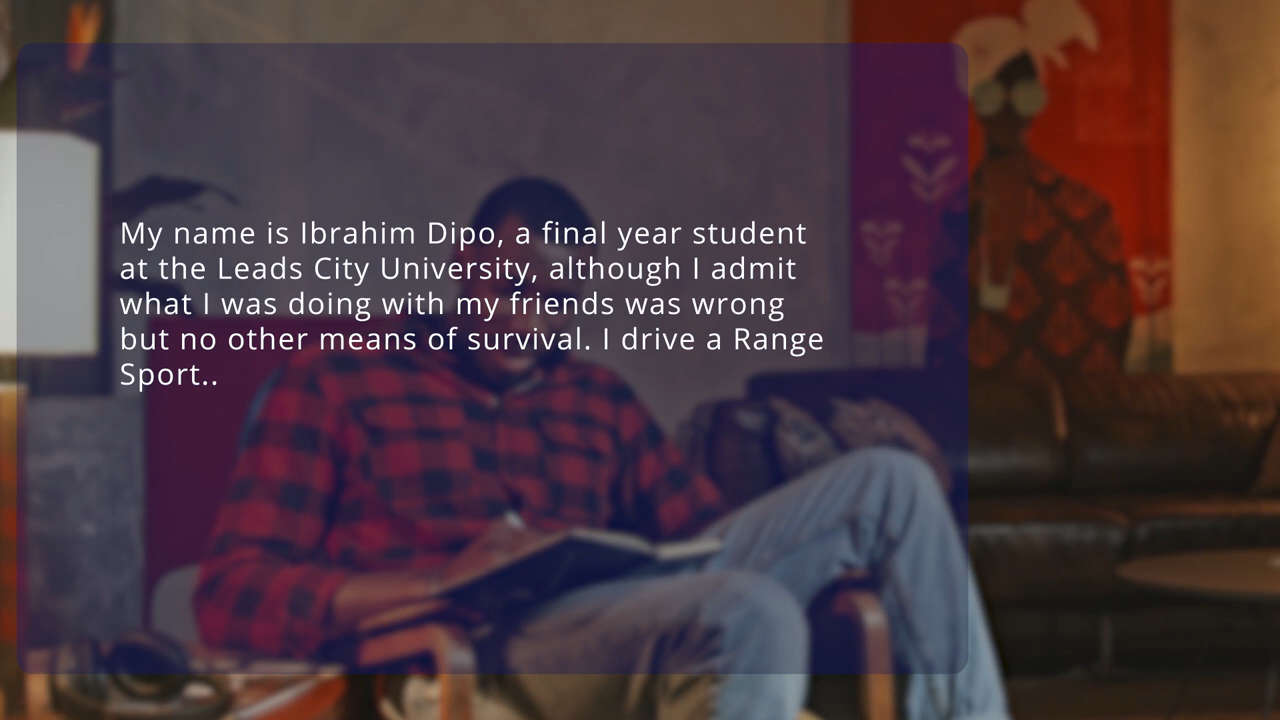 My name is Ibrahim Dipo, a final year student
at the Leads City University, although I admit
what I was doing with my friends was wrong
but no other means of survival. I drive a Range
Sport..